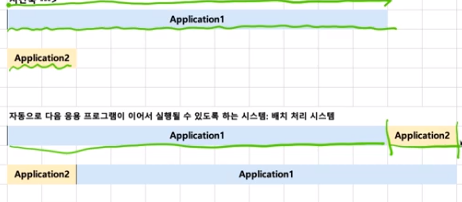 Application1
Application2
자동으로 다음 응용 프로그램이 이어서 실행될 수 있도록 하는 시스템: 배치 처리 시스템
Application1 Application2
Application2 Application1